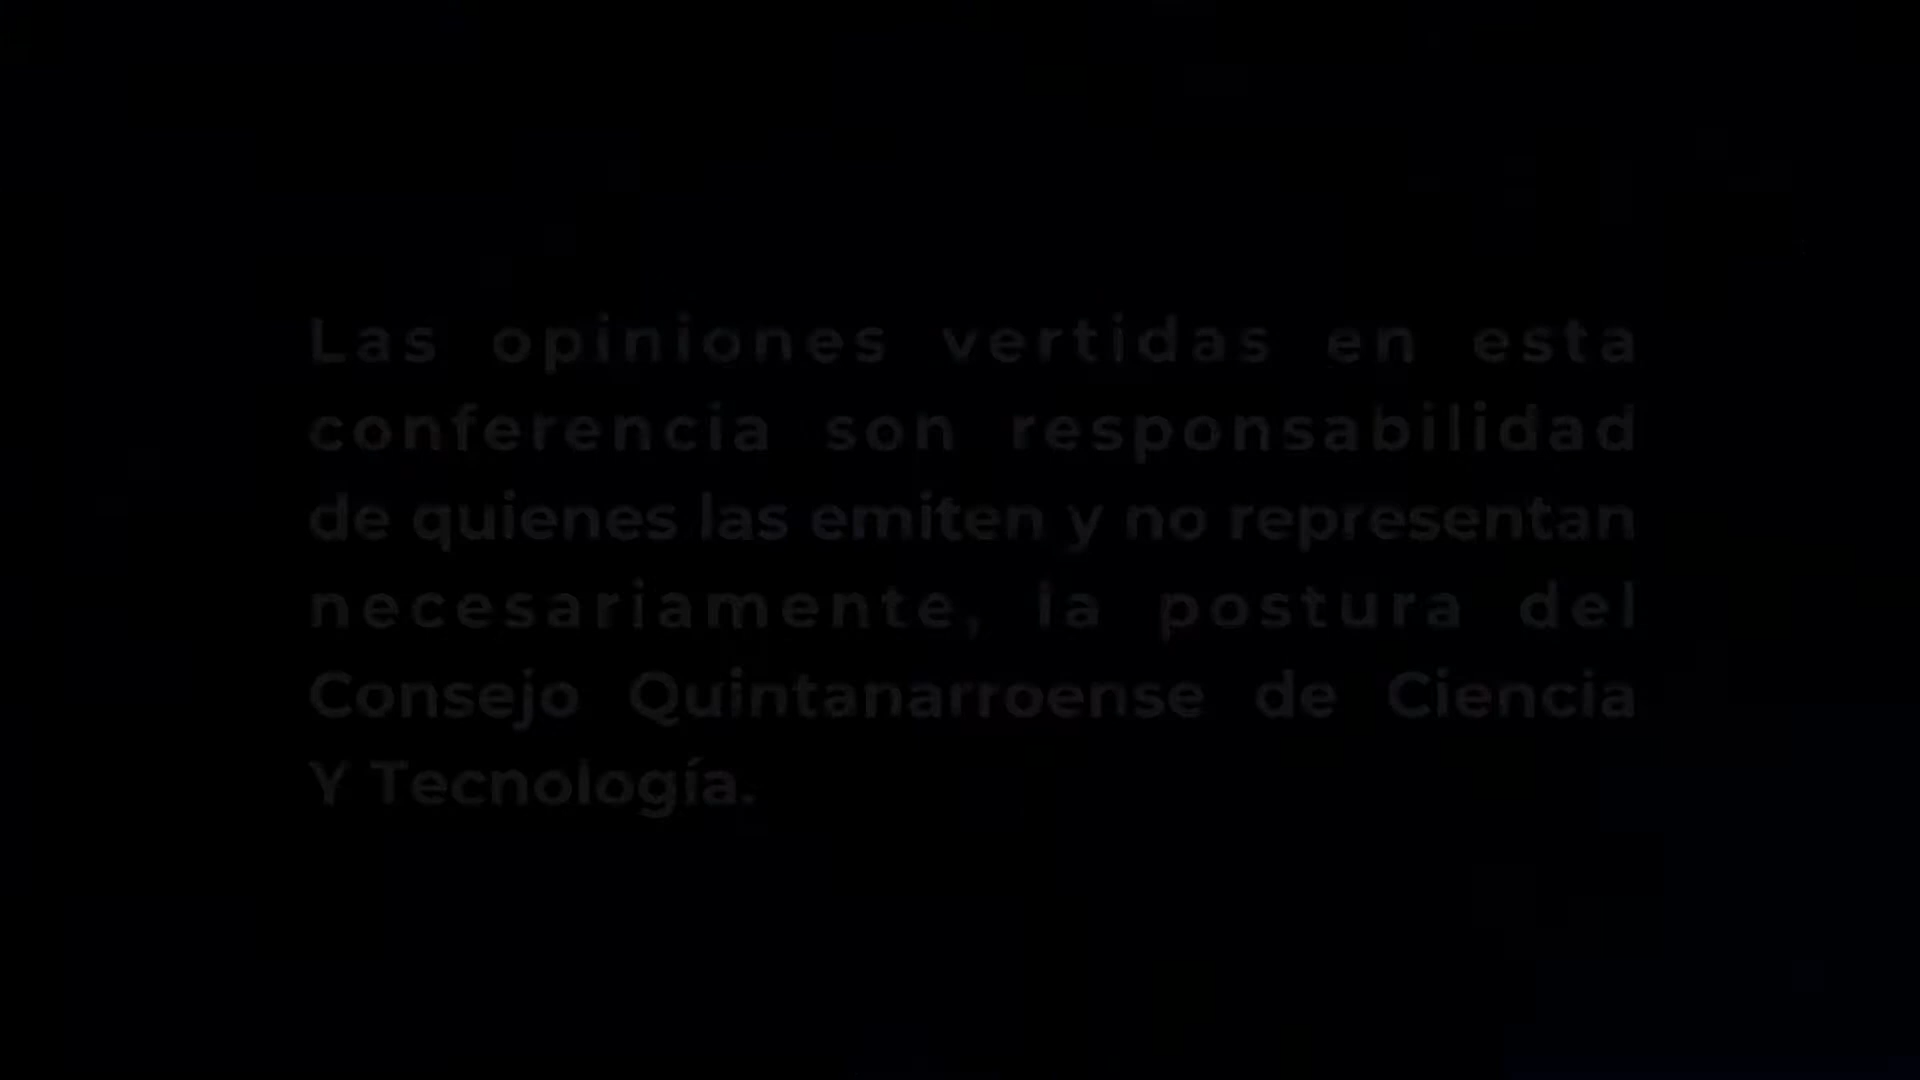 Las opiniones vertidas en esta
conferencia son responsabilidad
de quienes las emiten y no representan
necesariamente, la postura del
Consejo Quintanarroense de Ciencia
Y Tecnología.